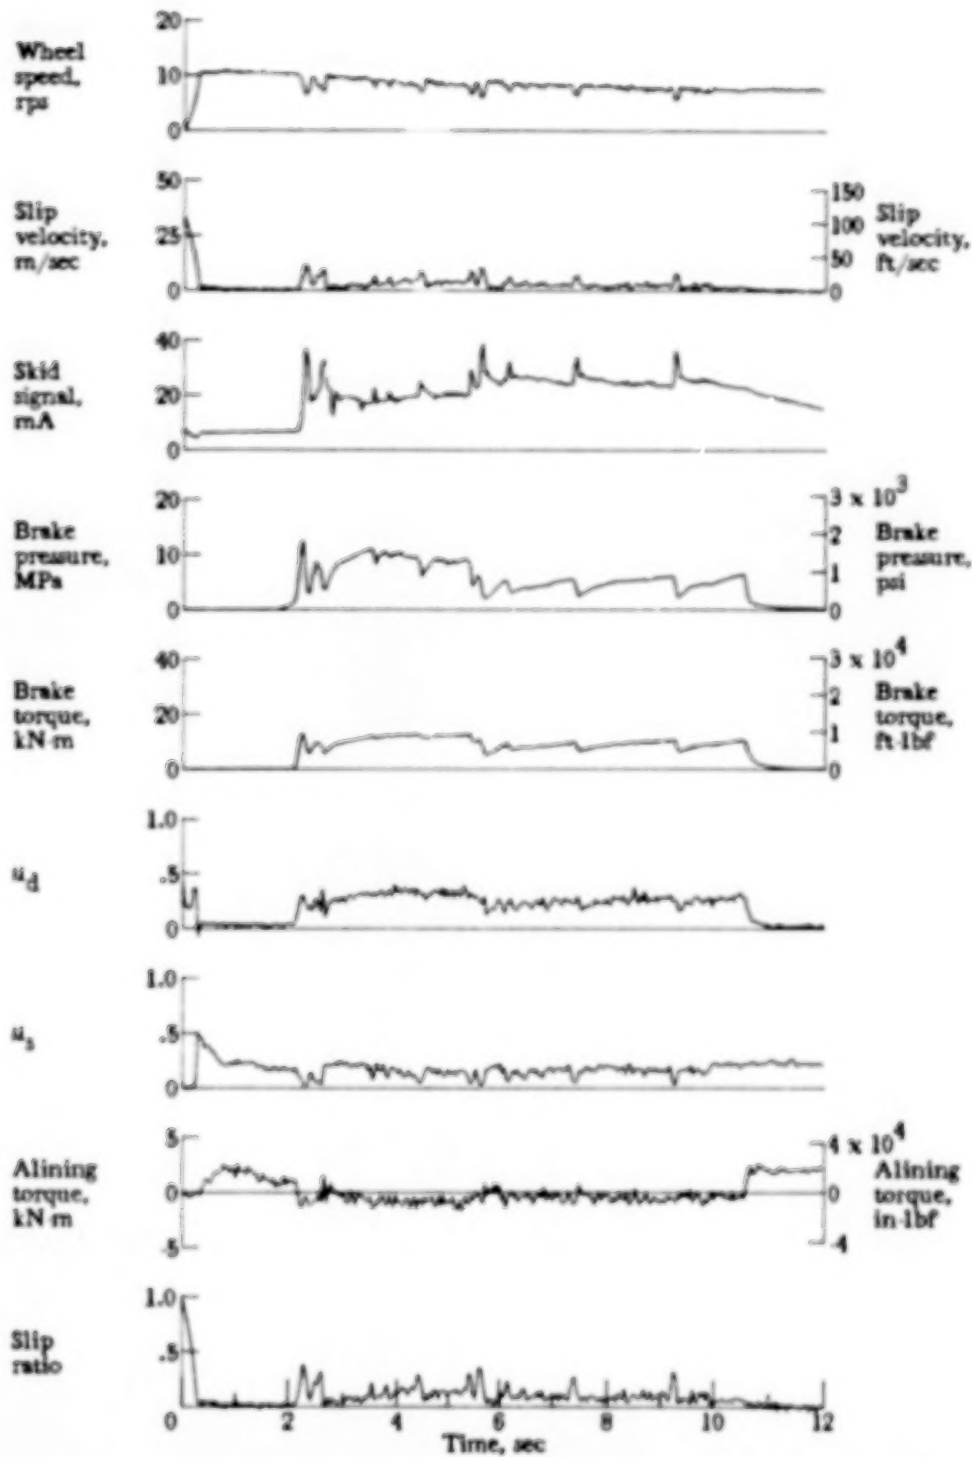 20
Wheel
speed,
rps
10
0
50
150
Slip
velocity,
m/sec
25
100
Slip
velocity,
ft/sec
50
0
0
40
Skid
signal,
mA
20
0
20
3 x 10³
Brake
pressure,
MPa
10
2
Brake
pressure,
psi
1
0
0
40
3 x 10⁴
Brake
torque,
kN·m
20
2
Brake
torque,
ft-lbf
1
0
0
1.0
.5
0
1.0
.5
0
5
4 x 10⁴
Alining
torque,
kN·m
0
0
Alining
torque,
in-lbf
-5
-4
1.0
Slip
ratio
.5
0 2 4 6 8 10 12
Time, sec